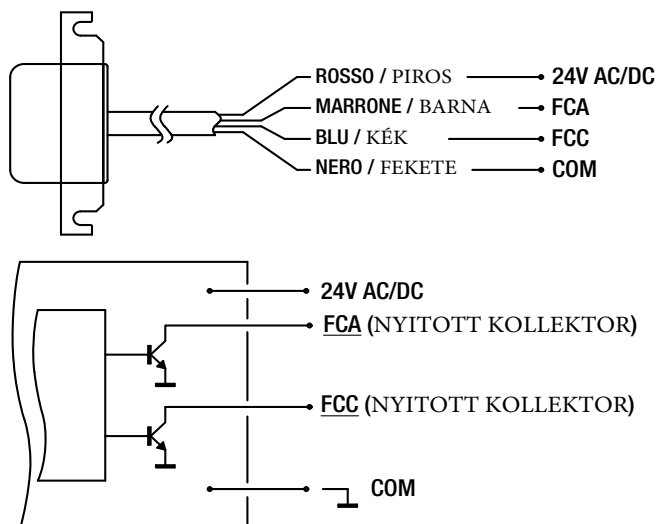 ROSSO / PIROS 24V AC/DC
MARRONE / BARNA FCA
BLU / KÉK FCC
NERO / FEKETE COM
24V AC/DC
FCA (NYITOTT KOLLEKTOR)
FCC (NYITOTT KOLLEKTOR)
COM